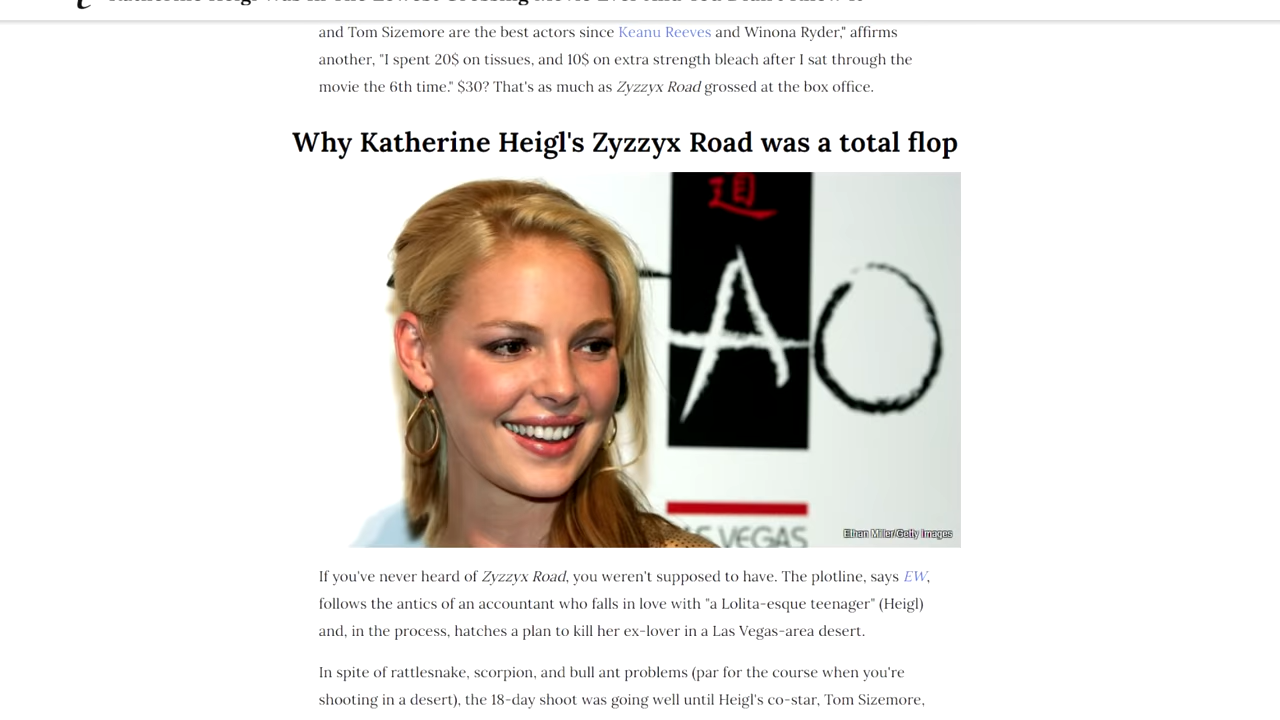 and Tom Sizemore are the best actors since Keanu Reeves and Winona Ryder," affirms
another, "I spent 20$ on tissues, and 10$ on extra strength bleach after I sat through the
movie the 6th time." $30? That's as much as Zyzzyx Road grossed at the box office.
Why Katherine Heigl's Zyzzyx Road was a total flop
道
AO
AS VEGAS
Ethan Miller/Getty Images
If you've never heard of Zyzzyx Road, you weren't supposed to have. The plotline, says EW,
follows the antics of an accountant who falls in love with "a Lolita-esque teenager" (Heigl)
and, in the process, hatches a plan to kill her ex-lover in a Las Vegas-area desert.
In spite of rattlesnake, scorpion, and bull ant problems (par for the course when you're
shooting in a desert), the 18-day shoot was going well until Heigl's co-star, Tom Sizemore,